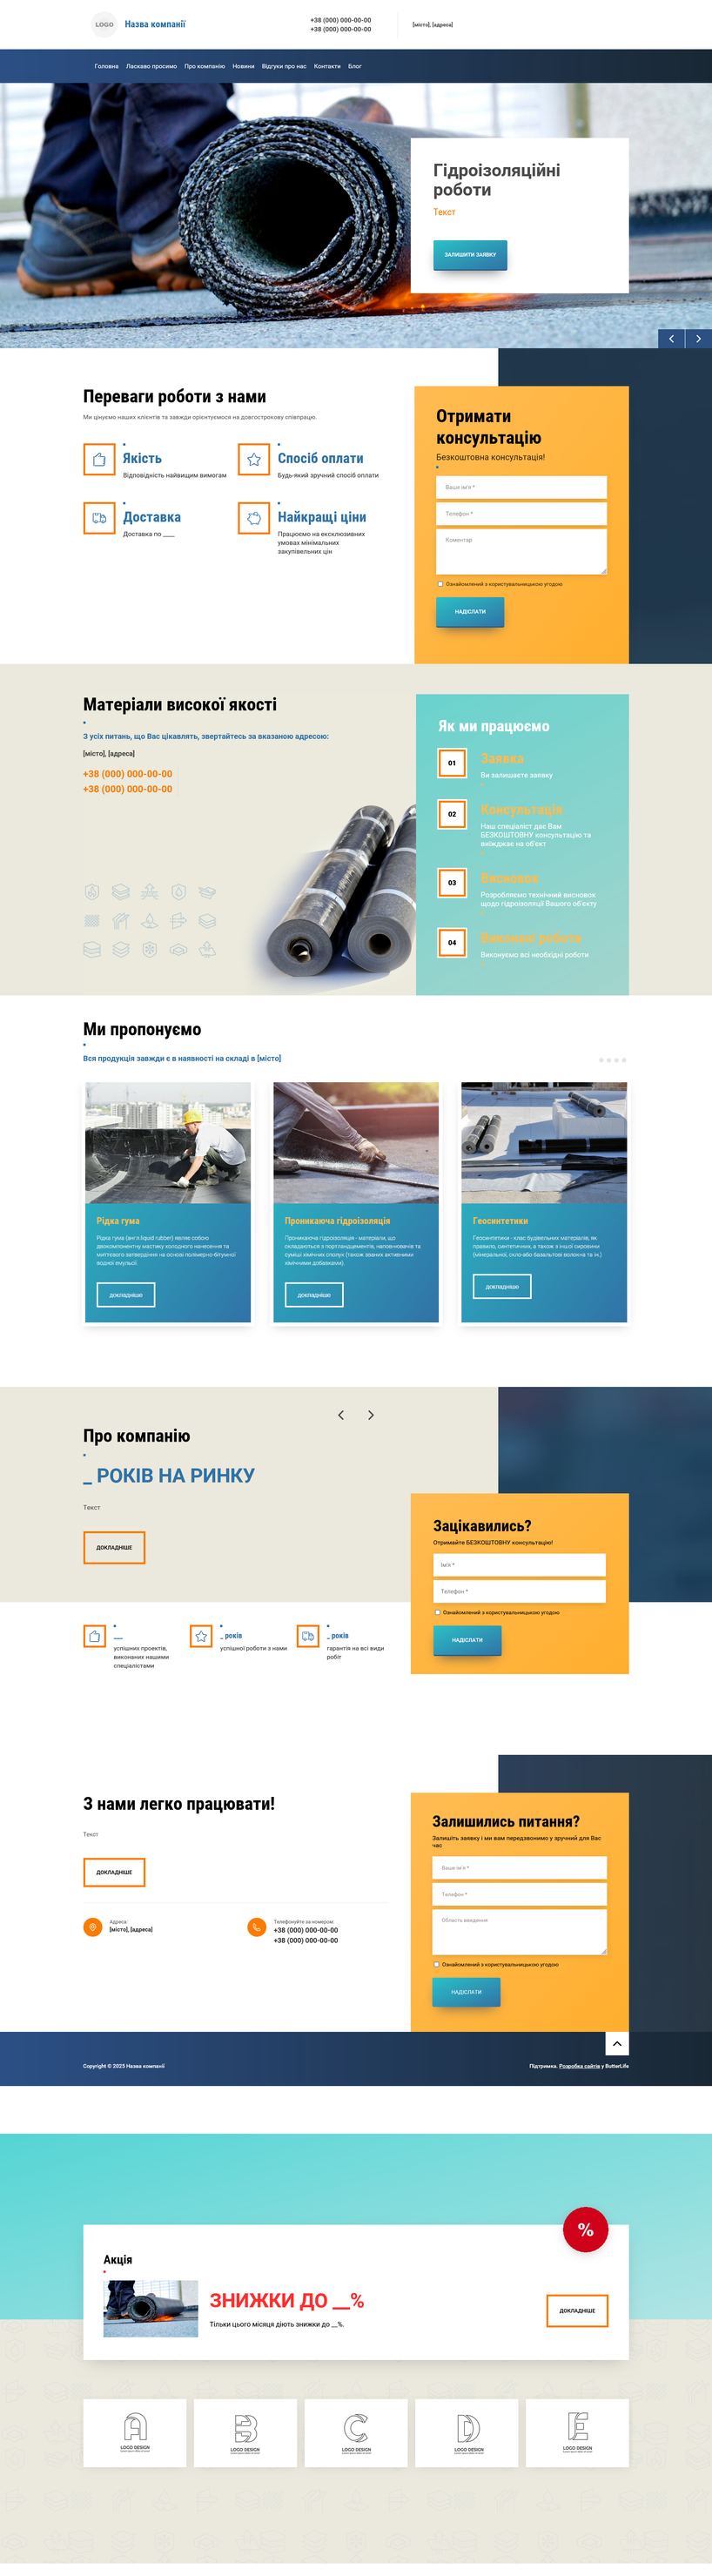 LOGO
Назва компанії
+38 (000) 000-00-00
+38 (000) 000-00-00
[місто], [адреса]
Головна Ласкаво просимо Про компанію Новини Відгуки про нас Контакти Блог
Гідроізоляційні
роботи
Текст
ЗАЛИШИТИ ЗАЯВКУ
Переваги роботи з нами
Ми цінуємо наших клієнтів та завжди орієнтуємося на довгострокову співпрацю.
Якість
Відповідність найвищим вимогам
Спосіб оплати
Будь-який зручний спосіб оплати
Доставка
Доставка по ___
Найкращі ціни
Працюємо на ексклюзивних
умовах мінімальних
закупівельних цін
Отримати
консультацію
Безкоштовна консультація!
Ваше ім'я *
Телефон *
Коментар
Ознайомлений з користувальницькою угодою
НАДІСЛАТИ
Матеріали високої якості
З усіх питань, що Вас цікавлять, звертайтесь за вказаною адресою:
[місто], [адреса]
+38 (000) 000-00-00
+38 (000) 000-00-00
Як ми працюємо
01
Заявка
Ви залишаєте заявку
02
Консультація
Наш спеціаліст дає Вам
БЕЗКОШТОВНУ консультацію та
виїжджає на об'єкт
03
Висновок
Розробляємо технічний висновок
щодо гідроізоляції Вашого об'єкту
04
Виконані роботи
Виконуємо всі необхідні роботи
Ми пропонуємо
Вся продукція завжди є в наявності на складі в [місто]
Рідка гума
Рідка гума (англ.liquid rubber) являє собою
двокомпонентну мастику холодного нанесення та
миттєвого затвердіння на основі полімерно-бітумної
водної емульсії.
ДОКЛАДНІШЕ
Проникаюча гідроізоляція
Проникаюча гідроізоляція - матеріали, що
складаються з портландцементів, наповнювачів та
суміші хімічних сполук (також званих активними
хімічними добавками).
ДОКЛАДНІШЕ
Геосинтетики
Геосинтетики - клас будівельних матеріалів, як
правило, синтетичних, а також з іншої сировини
(мінеральної, скло-або базальтові волокна та ін.)
ДОКЛАДНІШЕ
Про компанію
_ РОКІВ НА РИНКУ
Текст
ДОКЛАДНІШЕ
___
успішних проектів,
виконаних нашими
спеціалістами
_ років
успішної роботи з нами
_ років
гарантія на всі види
робіт
Зацікавились?
Отримайте БЕЗКОШТОВНУ консультацію!
Ім'я *
Телефон *
Ознайомлений з користувальницькою угодою
НАДІСЛАТИ
З нами легко працювати!
Текст
ДОКЛАДНІШЕ
Адреса:
[місто], [адреса]
Телефонуйте за номером:
+38 (000) 000-00-00
+38 (000) 000-00-00
Залишились питання?
Залишіть заявку і ми вам передзвонимо у зручний для Вас
час
Ваше ім'я *
Телефон *
Область введення
Ознайомлений з користувальницькою угодою
НАДІСЛАТИ
Copyright © 2025 Назва компанії
Підтримка. Розробка сайтів у ButterLife
%
Акція
ЗНИЖКИ ДО __%
Тільки цього місяця діють знижки до __%.
ДОКЛАДНІШЕ
A
LOGO DESIGN
B
LOGO DESIGN
C
LOGO DESIGN
D
LOGO DESIGN
E
LOGO DESIGN